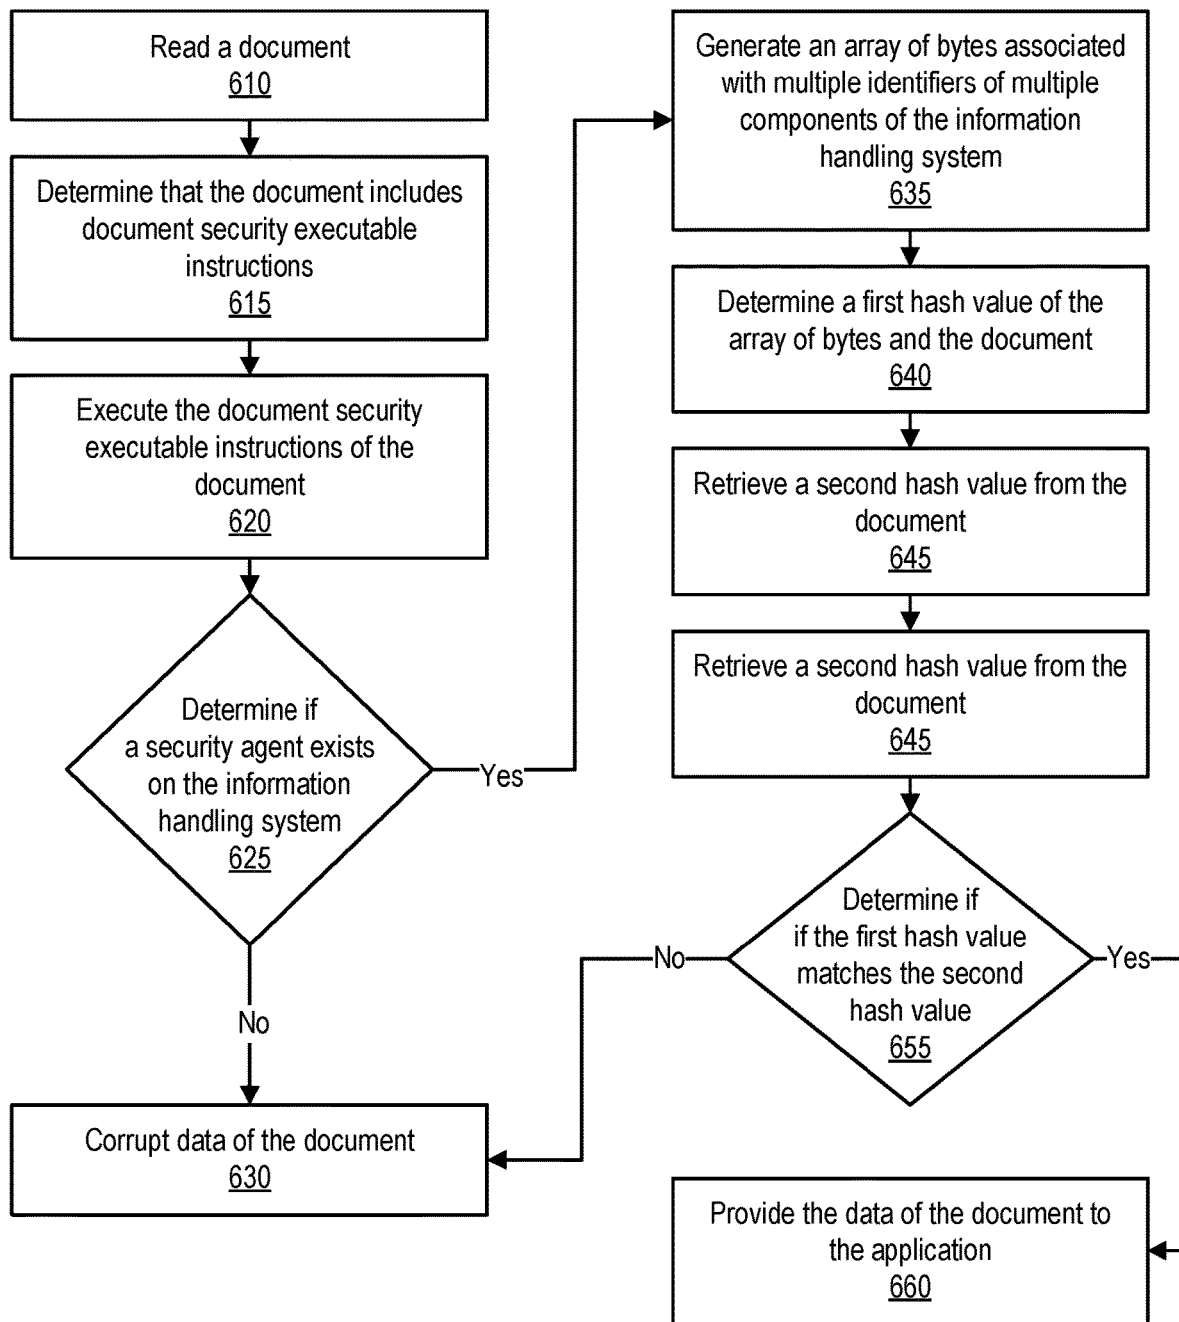 Read a document
610
Determine that the document includes
document security executable
instructions
615
Execute the document security
executable instructions of the
document
620
Determine if
a security agent exists
on the information
handling system
625
Yes
No
Corrupt data of the document
630
Generate an array of bytes associated
with multiple identifiers of multiple
components of the information
handling system
635
Determine a first hash value of the
array of bytes and the document
640
Retrieve a second hash value from the
document
645
Retrieve a second hash value from the
document
645
Determine if
if the first hash value
matches the second
hash value
655
No
Yes
Provide the data of the document to
the application
660